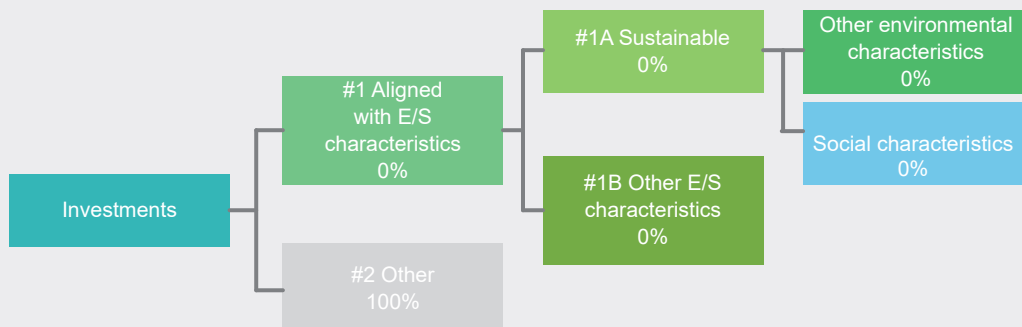 Investments
#1 Aligned
with E/S
characteristics
0%
#2 Other
100%
#1A Sustainable
0%
#1B Other E/S
characteristics
0%
Other environmental
characteristics
0%
Social characteristics
0%